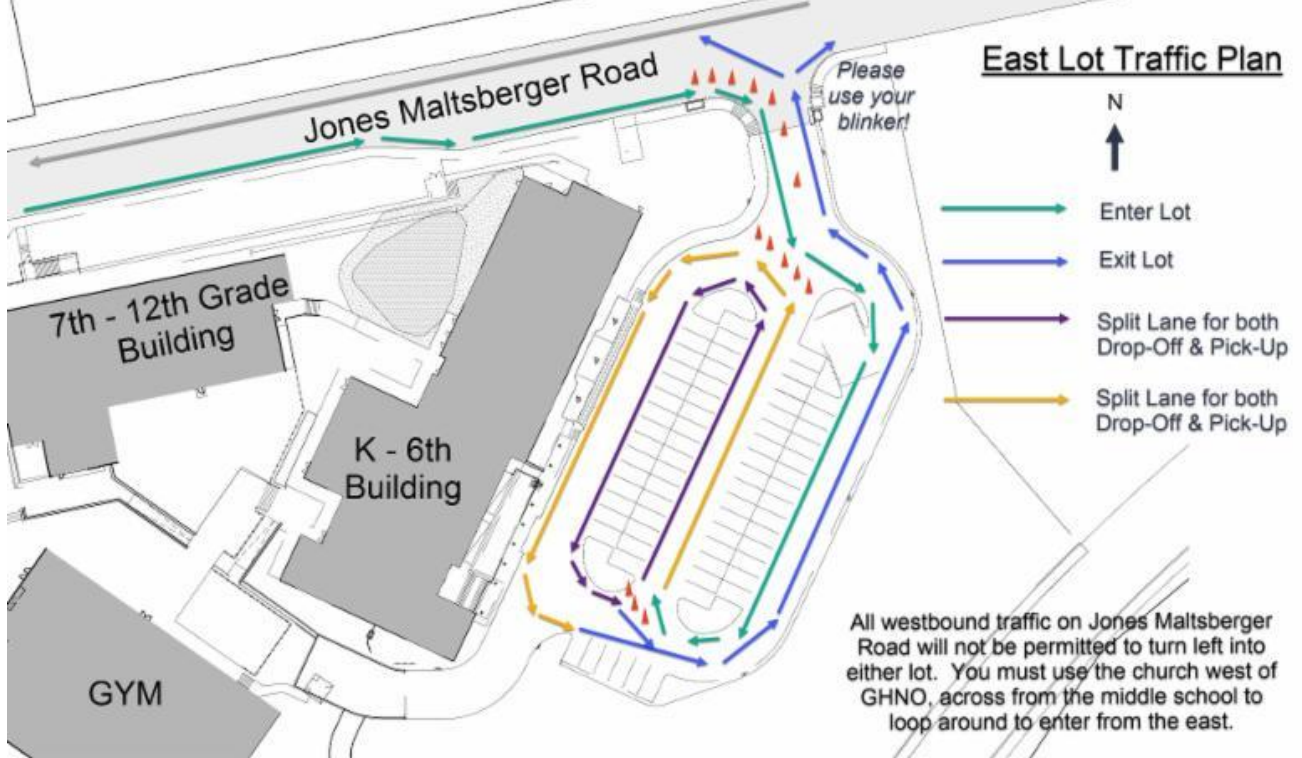 East Lot Traffic Plan
Jones Maltsberger Road
Please
use your
blinker!
N
Enter Lot
Exit Lot
Split Lane for both
Drop-Off & Pick-Up
Split Lane for both
Drop-Off & Pick-Up
7th - 12th Grade
Building
K - 6th
Building
GYM
All westbound traffic on Jones Maltsberger
Road will not be permitted to turn left into
either lot. You must use the church west of
GHNO, across from the middle school to
loop around to enter from the east.